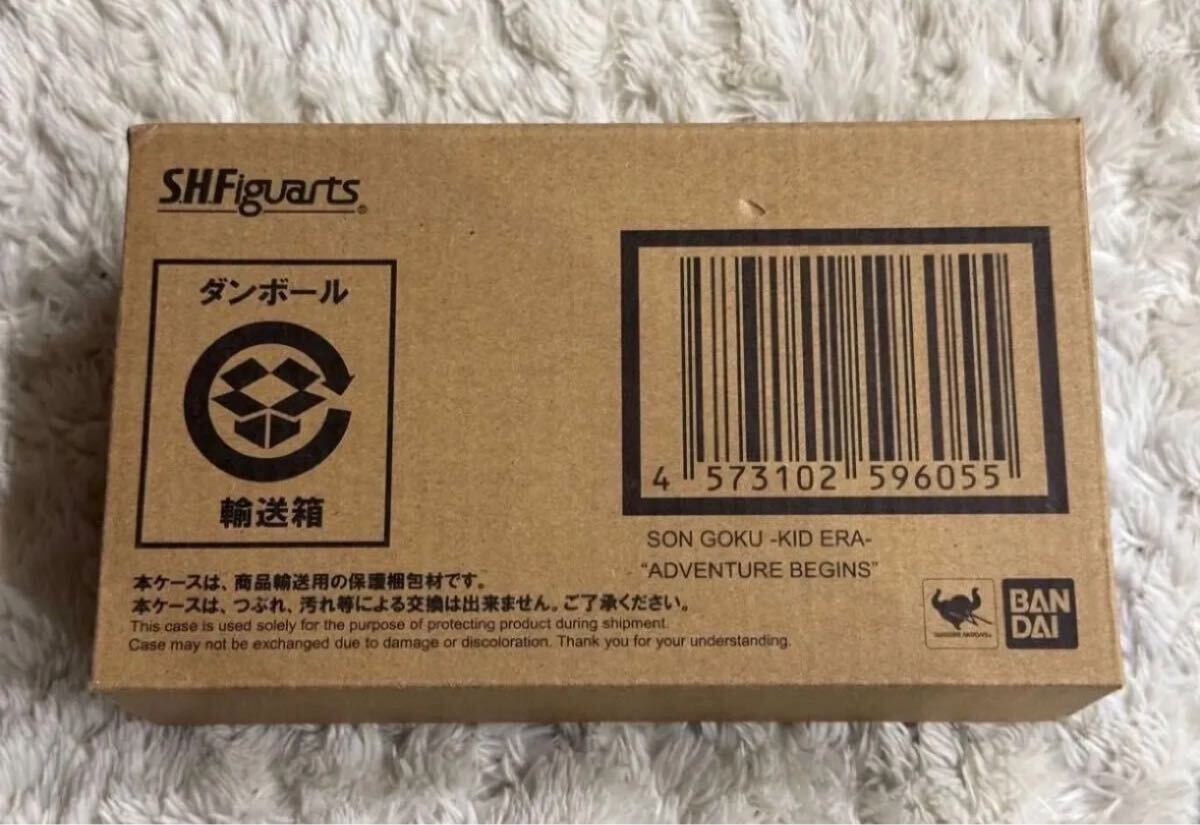 S.H.Figuarts®
ダンボール
輸送箱
4 573102 596055
SON GOKU -KID ERA-
"ADVENTURE BEGINS"
本ケースは、商品輸送用の保護梱包材です。
本ケースは、つぶれ、汚れ等による交換は出来ません。ご了承ください。
This case is used solely for the purpose of protecting product during shipment.
Case may not be exchanged due to damage or discoloration. Thank you for your understanding.
BAN
DAI